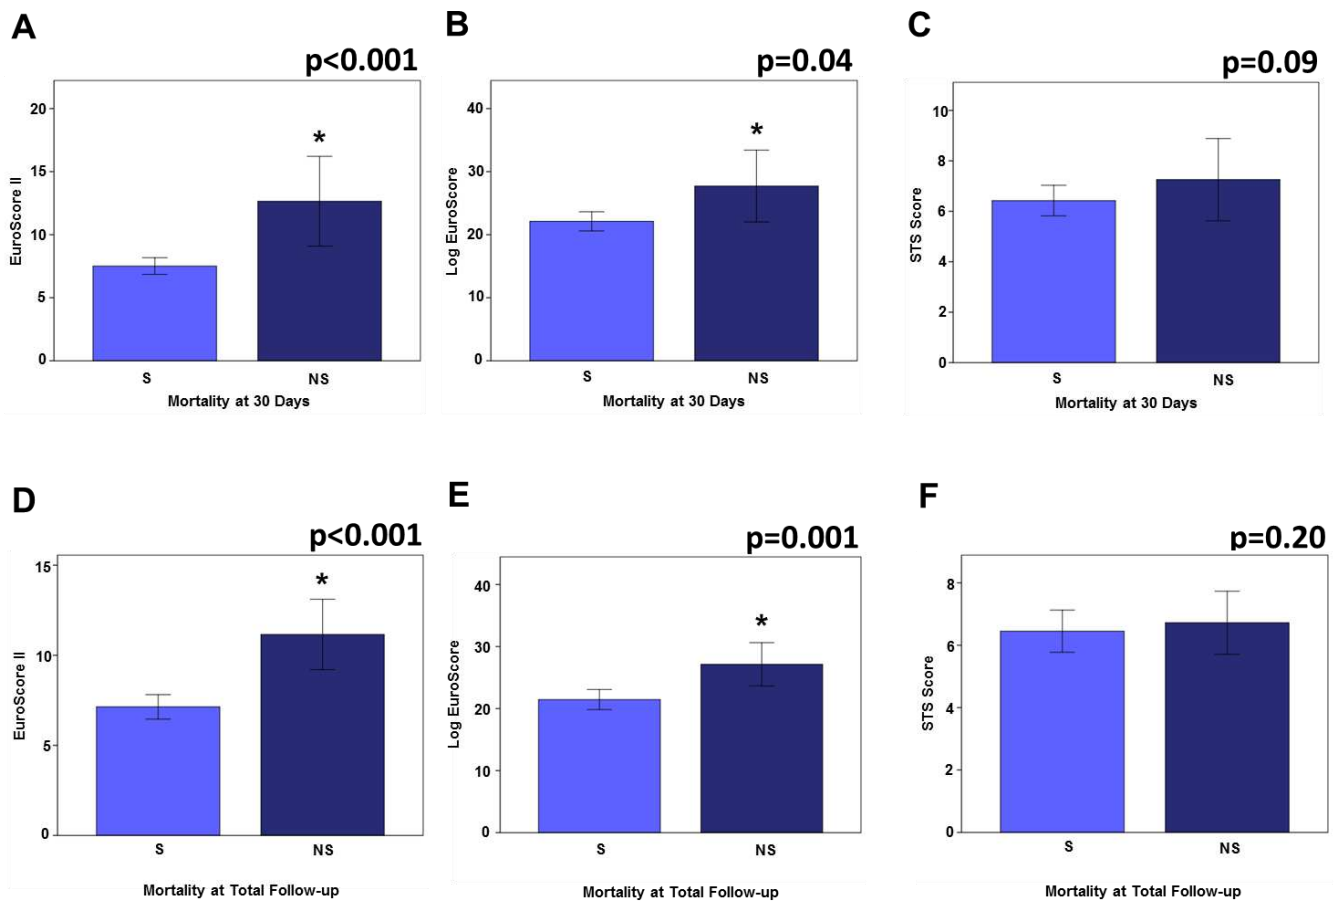 A
p<0.001
20
15
10
5
0
EuroScore II
*
S
NS
Mortality at 30 Days
B
p=0.04
40
30
20
10
0
Log EuroScore
*
S
NS
Mortality at 30 Days
C
p=0.09
10
8
6
4
2
0
STS Score
S
NS
Mortality at 30 Days
D
p<0.001
15
10
5
0
EuroScore II
*
S
NS
Mortality at Total Follow-up
E
p=0.001
40
30
20
10
0
Log EuroScore
*
S
NS
Mortality at Total Follow-up
F
p=0.20
8
6
4
2
0
STS Score
S
NS
Mortality at Total Follow-up